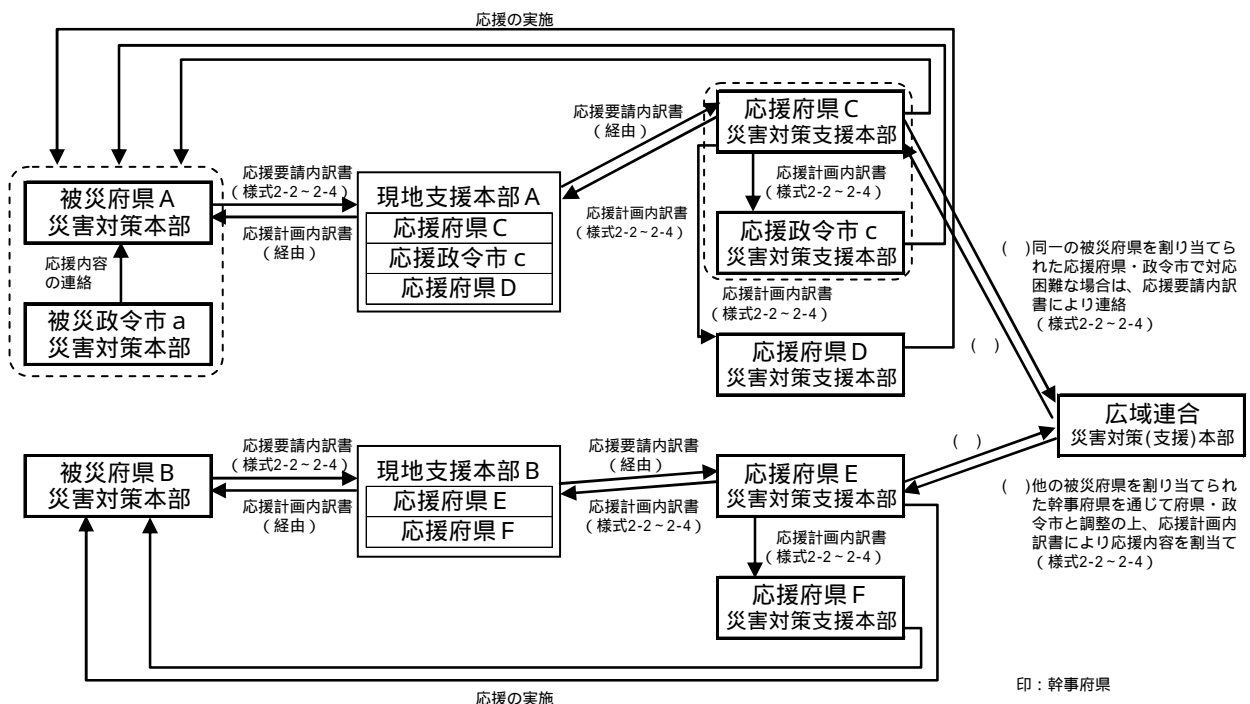 応援の実施
被災府県A
災害対策本部
応援内容
の連絡
被災政令市a
災害対策本部
応援要請内訳書
(様式2-2~2-4)
応援計画内訳書
(経由)
現地支援本部A
応援府県C
応援政令市c
応援府県D
応援要請内訳書
(経由)
応援計画内訳書
(様式2-2~2-4)
応援府県C
災害対策支援本部
応援計画内訳書
(様式2-2~2-4)
応援政令市c
災害対策支援本部
応援計画内訳書
(様式2-2~2-4)
応援府県D
災害対策支援本部
( )同一の被災府県を割り当てら
れた応援府県・政令市で対応
困難な場合は、応援要請内訳
書により連絡
(様式2-2~2-4)
( )
広域連合
災害対策(支援)本部
被災府県B
災害対策本部
応援要請内訳書
(様式2-2~2-4)
応援計画内訳書
(経由)
現地支援本部B
応援府県E
応援府県F
応援要請内訳書
(経由)
応援計画内訳書
(様式2-2~2-4)
応援府県E
災害対策支援本部
( )
応援計画内訳書
(様式2-2~2-4)
応援府県F
災害対策支援本部
( )他の被災府県を割り当てられ
た幹事府県を通じて府県・政
令市と調整の上、応援計画内
訳書により応援内容を割当て
(様式2-2~2-4)
応援の実施
印:幹事府県